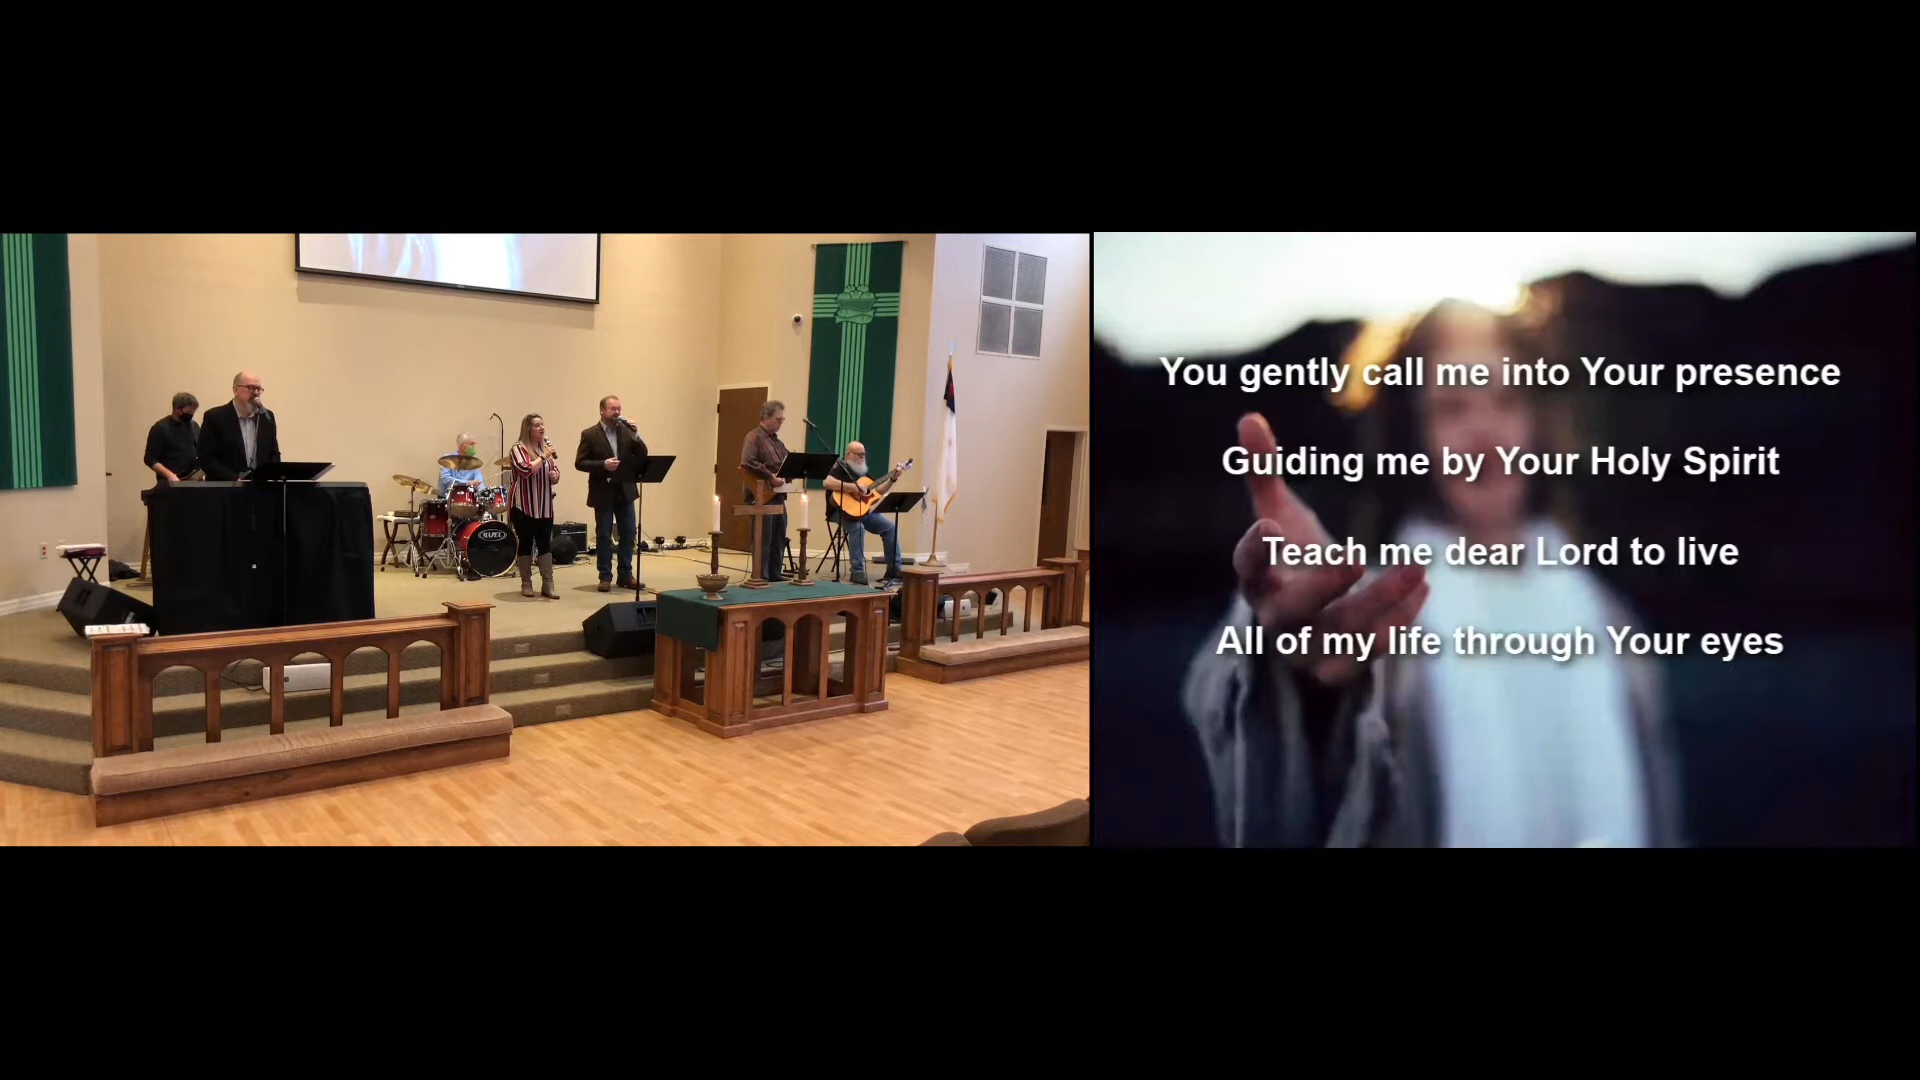 MAPEX
You gently call me into Your presence
Guiding me by Your Holy Spirit
Teach me dear Lord to live
All of my life through Your eyes